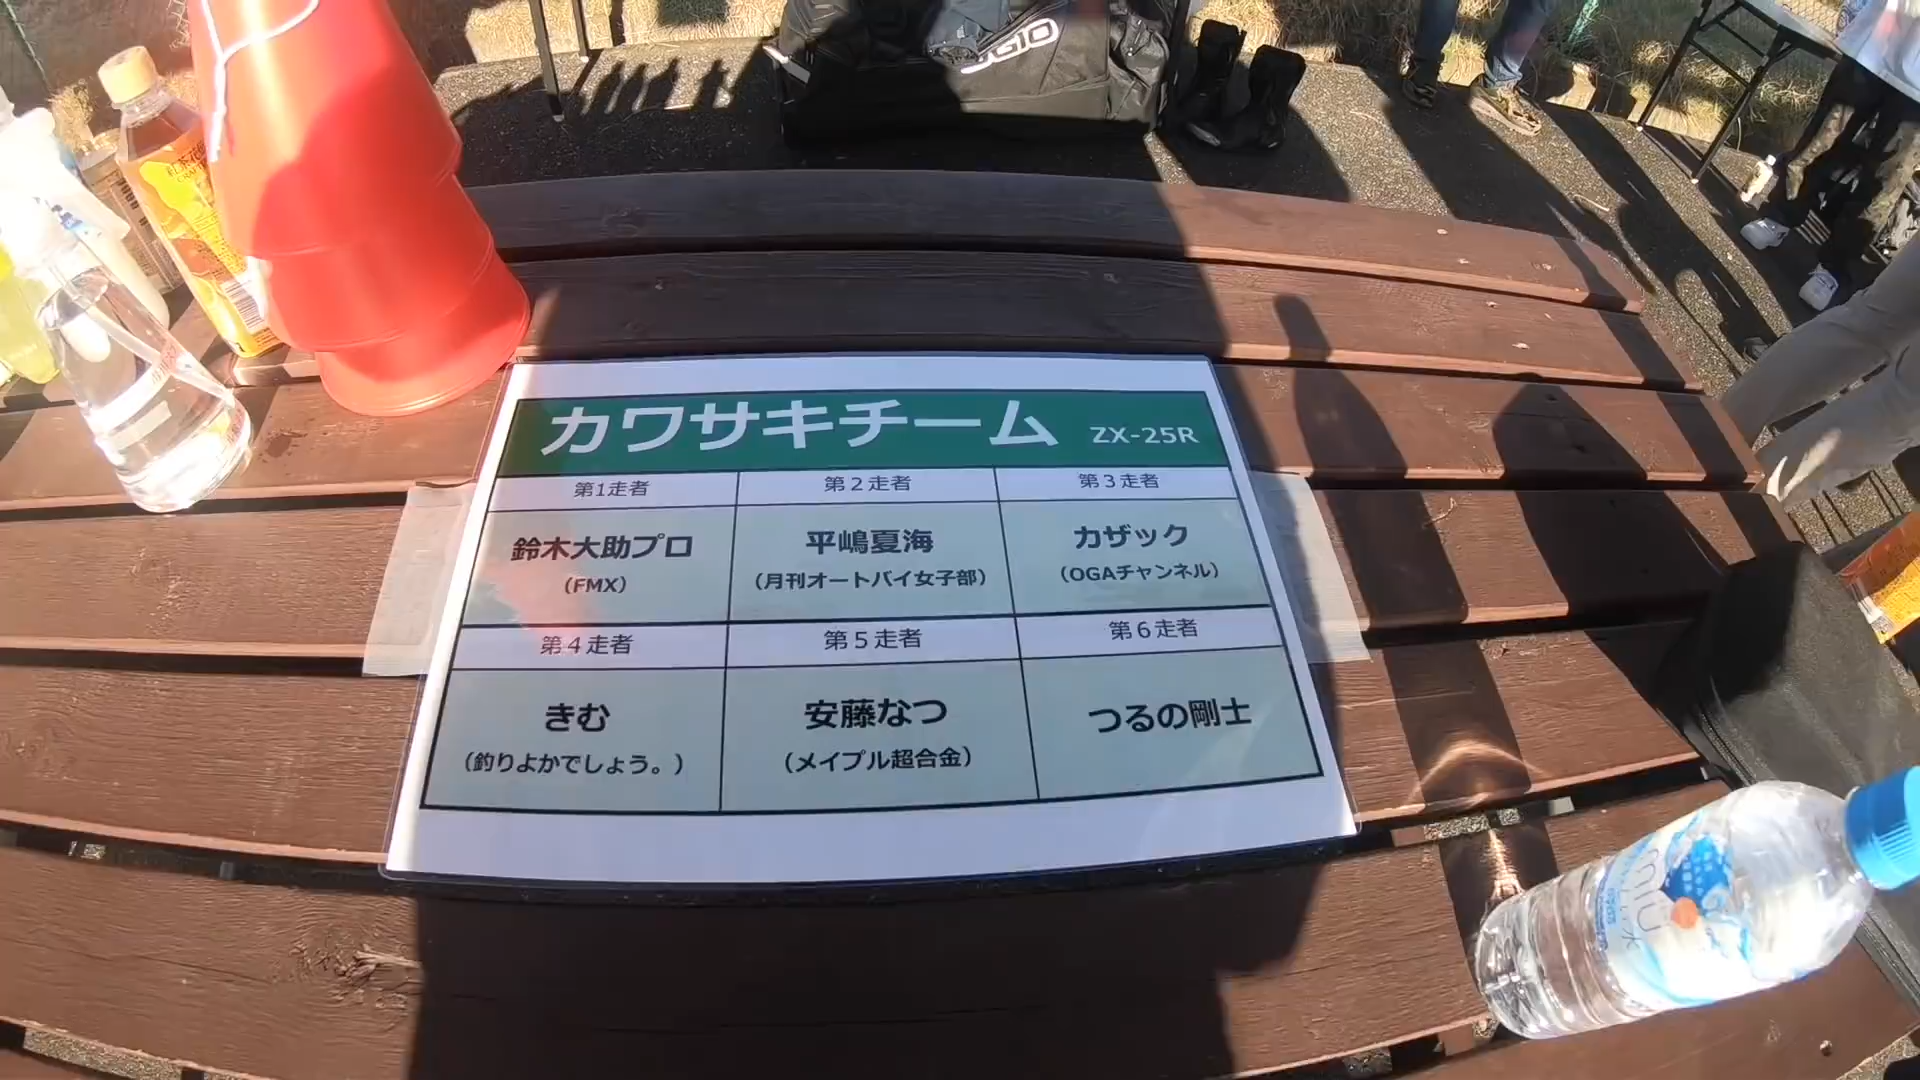 OGIO
カワサキチーム ZX-25R
第1走者 第２走者 第３走者
鈴木大助プロ 平嶋夏海 カザック
（FMX） （月刊オートバイ女子部） （OGAチャンネル）
第４走者 第５走者 第６走者
きむ 安藤なつ つるの剛士
（釣りよかでしょう。） （メイプル超合金）
miu